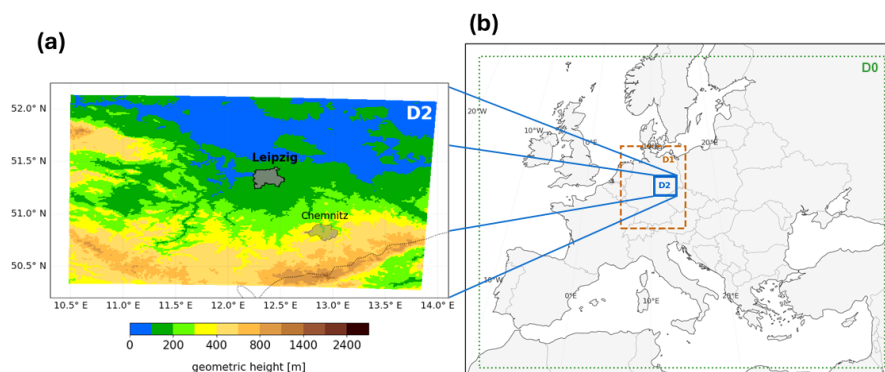 (a)
(b)
D2
52.0° N
51.5° N
51.0° N
50.5° N
Leipzig
Chemnitz
10.5° E 11.0° E 11.5° E 12.0° E 12.5° E 13.0° E 13.5° E 14.0° E
0 200 400 800 1400 2400
geometric height [m]
D0
20°W
10°W
0°E
20°E
D1
D2
10°W
0°E
10°E
20°E